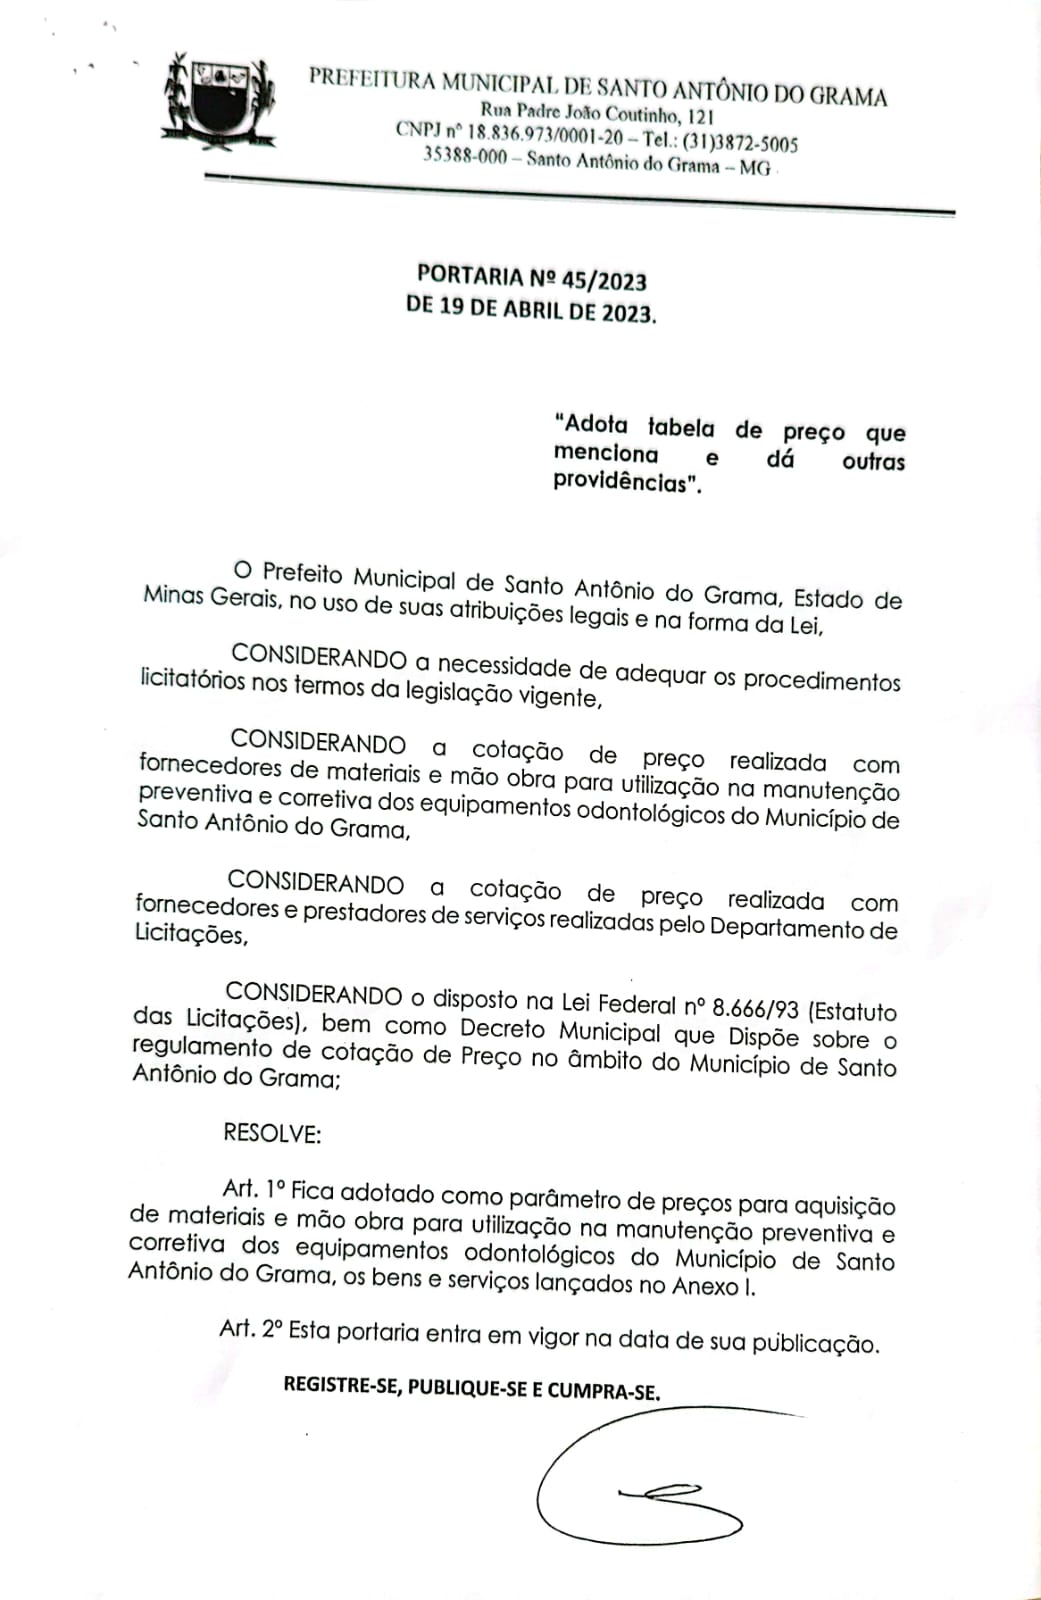 PREFEITURA MUNICIPAL DE SANTO ANTÔNIO DO GRAMA
Rua Padre João Coutinho, 121
CNPJ nº 18.836.973/0001-20 – Tel.: (31)3872-5005
35388-000 – Santo Antônio do Grama – MG
PORTARIA Nº 45/2023
DE 19 DE ABRIL DE 2023.
"Adota tabela de preço que
menciona e dá outras
providências".
O Prefeito Municipal de Santo Antônio do Grama, Estado de
Minas Gerais, no uso de suas atribuições legais e na forma da Lei,
CONSIDERANDO a necessidade de adequar os procedimentos
licitatórios nos termos da legislação vigente,
CONSIDERANDO a cotação de preço realizada com
fornecedores de materiais e mão obra para utilização na manutenção
preventiva e corretiva dos equipamentos odontológicos do Município de
Santo Antônio do Grama,
CONSIDERANDO a cotação de preço realizada com
fornecedores e prestadores de serviços realizadas pelo Departamento de
Licitações,
CONSIDERANDO o disposto na Lei Federal nº 8.666/93 (Estatuto
das Licitações), bem como Decreto Municipal que Dispõe sobre o
regulamento de cotação de Preço no âmbito do Município de Santo
Antônio do Grama;
RESOLVE:
Art. 1º Fica adotado como parâmetro de preços para aquisição
de materiais e mão obra para utilização na manutenção preventiva e
corretiva dos equipamentos odontológicos do Município de Santo
Antônio do Grama, os bens e serviços lançados no Anexo I.
Art. 2º Esta portaria entra em vigor na data de sua publicação.
REGISTRE-SE, PUBLIQUE-SE E CUMPRA-SE.